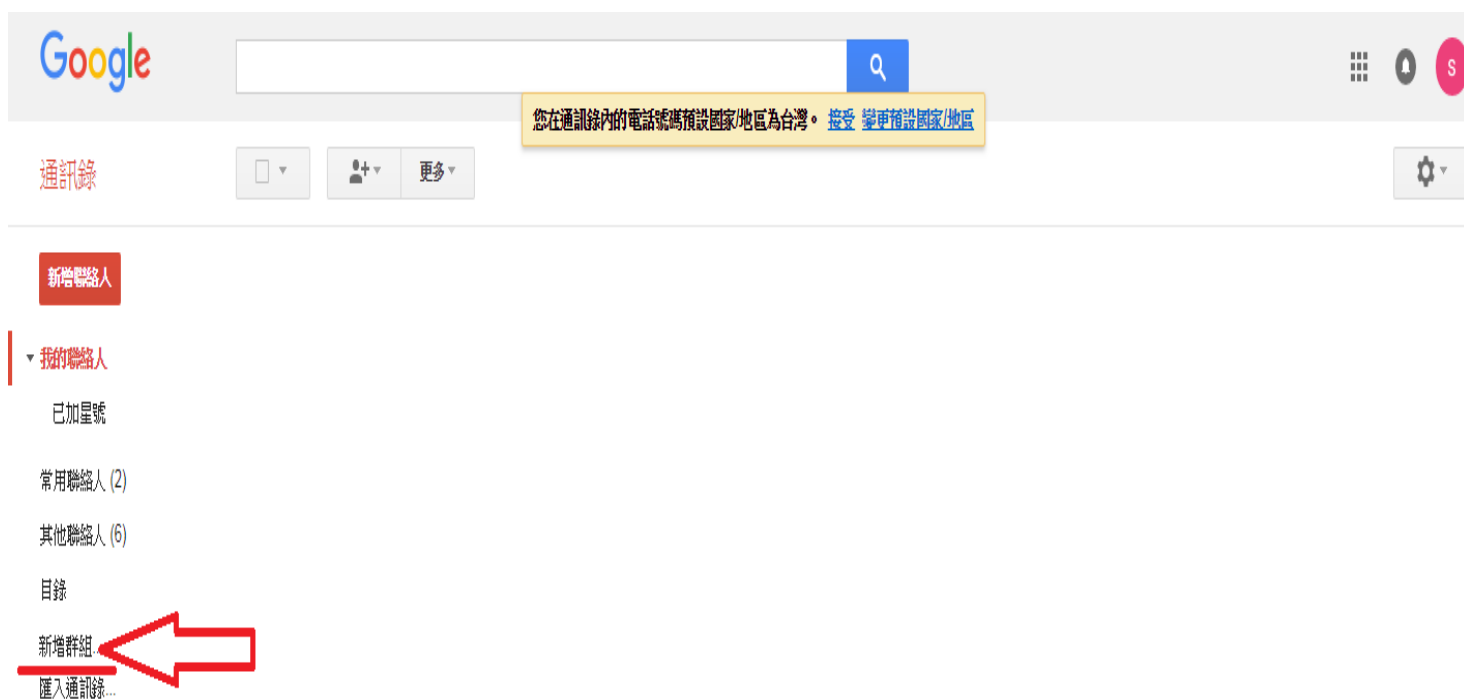 Google
您在通訊錄內的電話號碼預設國家/地區為台灣。 接受 變更預設國家/地區
S
通訊錄
更多
新增聯絡人
我的聯絡人
已加星號
常用聯絡人 (2)
其他聯絡人 (6)
目錄
新增群組...
匯入通訊錄...